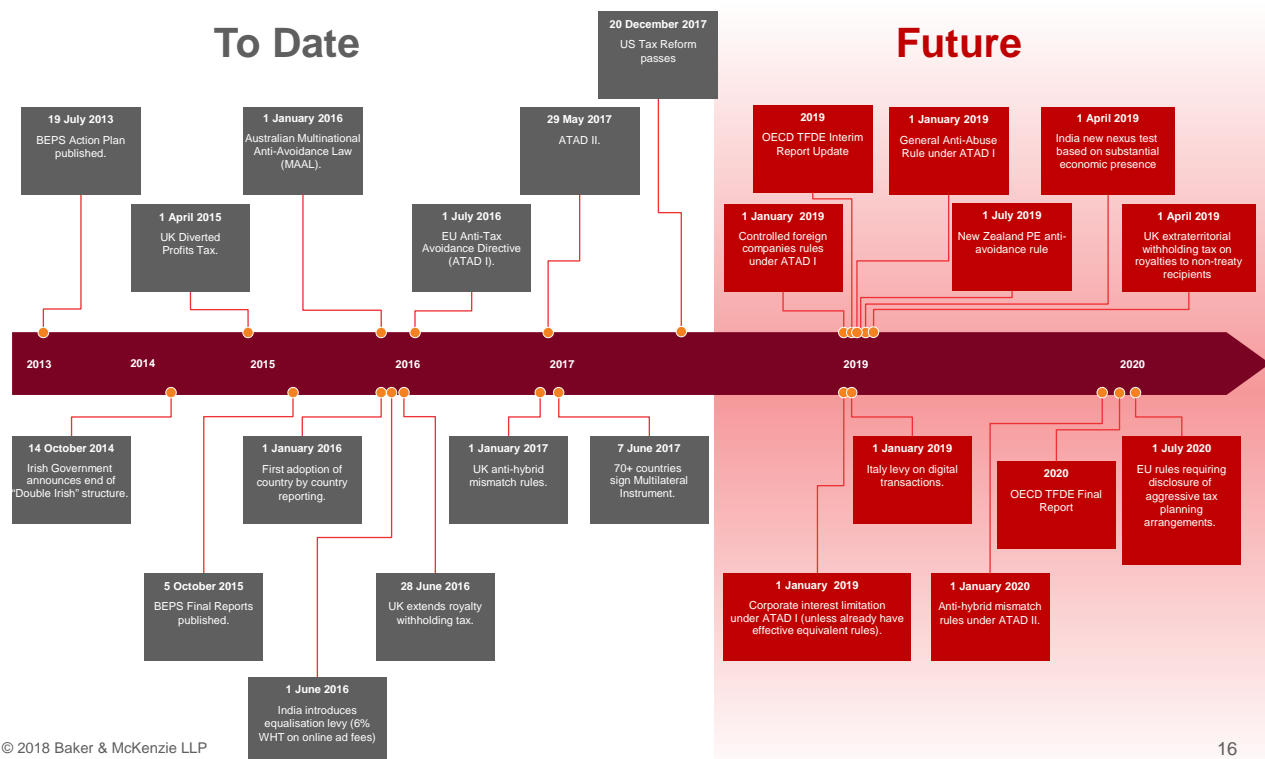 To Date
Future
20 December 2017
US Tax Reform
passes
19 July 2013
BEPS Action Plan
published.
1 January 2016
Australian Multinational
Anti-Avoidance Law
(MAAL).
29 May 2017
ATAD II.
2019
OECD TFDE Interim
Report Update
1 January 2019
General Anti-Abuse
Rule under ATAD I
1 April 2019
India new nexus test
based on substantial
economic presence
1 April 2015
UK Diverted
Profits Tax.
1 July 2016
EU Anti-Tax
Avoidance Directive
(ATAD I).
1 January 2019
Controlled foreign
companies rules
under ATAD I
1 July 2019
New Zealand PE anti-
avoidance rule
1 April 2019
UK extraterritorial
withholding tax on
royalties to non-treaty
recipients
2013
2014
2015
2016
2017
2019
2020
14 October 2014
Irish Government
announces end of
“Double Irish” structure.
1 January 2016
First adoption of
country by country
reporting.
1 January 2017
UK anti-hybrid
mismatch rules.
7 June 2017
70+ countries
sign Multilateral
Instrument.
1 January 2019
Italy levy on digital
transactions.
2020
OECD TFDE Final
Report
1 July 2020
EU rules requiring
disclosure of
aggressive tax
planning
arrangements.
5 October 2015
BEPS Final Reports
published.
28 June 2016
UK extends royalty
withholding tax.
1 January 2019
Corporate interest limitation
under ATAD I (unless already have
effective equivalent rules).
1 January 2020
Anti-hybrid mismatch
rules under ATAD II.
1 June 2016
India introduces
equalisation levy (6%
WHT on online ad fees)
© 2018 Baker & McKenzie LLP
16